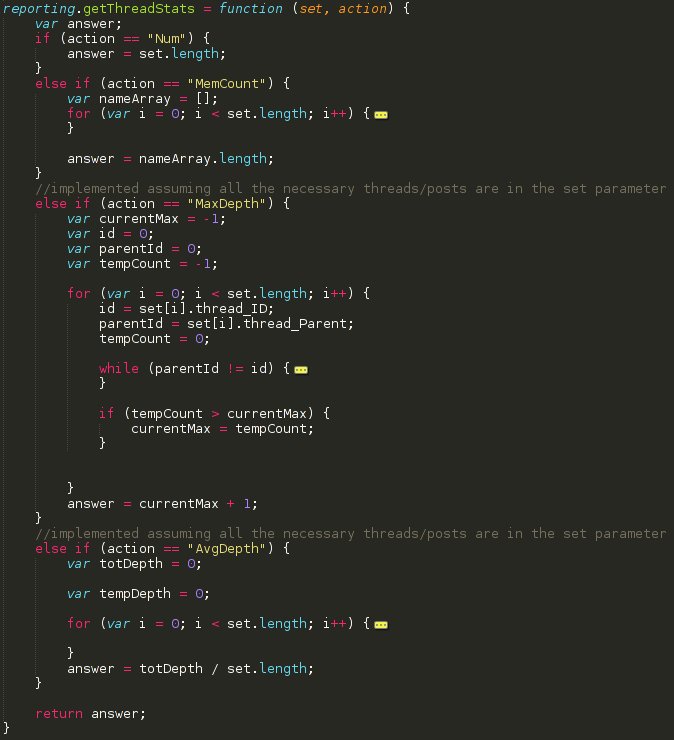 reporting.getThreadStats = function (set, action) {
    var answer;
    if (action == "Num") {
        answer = set.length;
    }
    else if (action == "MemCount") {
        var nameArray = [];
        for (var i = 0; i < set.length; i++) {
        }

        answer = nameArray.length;
    }
    //implemented assuming all the necessary threads/posts are in the set parameter
    else if (action == "MaxDepth") {
        var currentMax = -1;
        var id = 0;
        var parentId = 0;
        var tempCount = -1;

        for (var i = 0; i < set.length; i++) {
            id = set[i].thread_ID;
            parentId = set[i].thread_Parent;
            tempCount = 0;

            while (parentId != id) {
            }

            if (tempCount > currentMax) {
                currentMax = tempCount;
            }


        }
        answer = currentMax + 1;
    }
    //implemented assuming all the necessary threads/posts are in the set parameter
    else if (action == "AvgDepth") {
        var totDepth = 0;

        var tempDepth = 0;

        for (var i = 0; i < set.length; i++) {

        }
        answer = totDepth / set.length;
    }

    return answer;
}